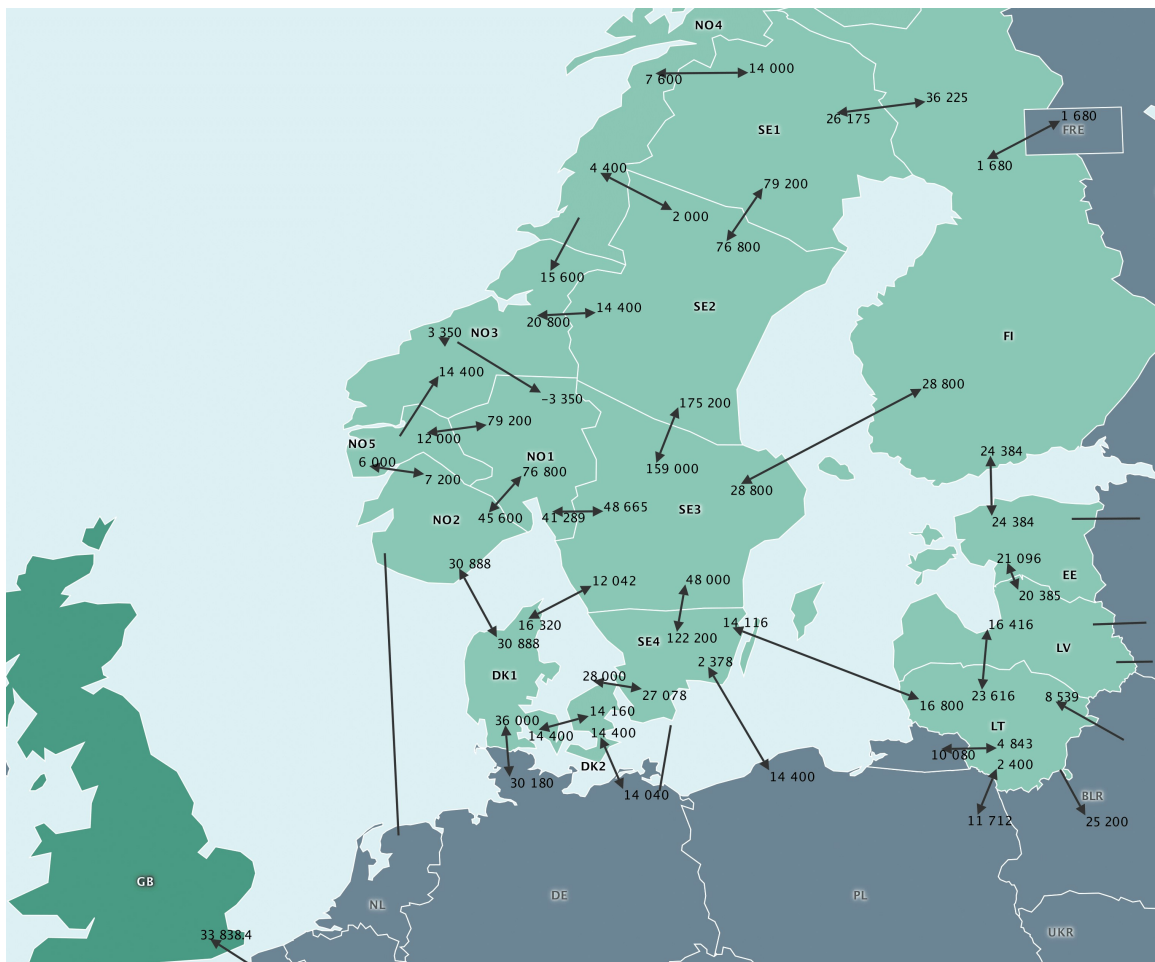 NO4
7 600
14 000
36 225
26 175
1 680
FRE
SE1
4 400
1 680
79 200
2 000
76 800
15 600
SE2
14 400
20 800
3 350
NO3
FI
14 400
28 800
–3 350
175 200
79 200
12 000
NO5
24 384
NO1
6 000
76 800
7 200
159 000
28 800
48 665
SE3
NO2
45 600
41 289
24 384
30 888
21 096
EE
12 042
48 000
20 385
16 320
14 116
16 416
30 888
SE4
122 200
LV
2 378
DK1
28 000
27 078
23 616
8 539
16 800
14 160
36 000
LT
14 400
14 400
4 843
10 080
DK2
2 400
14 400
30 180
14 040
BLR
11 712
25 200
GB
NL
DE
PL
UKR
33 838.4